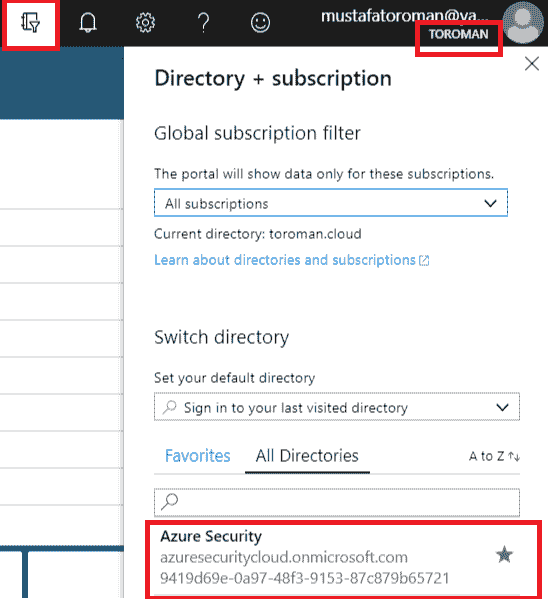 mustafatoroman@ya...
TOROMAN
Directory + subscription
Global subscription filter
The portal will show data only for these subscriptions.
All subscriptions
Current directory: toroman.cloud
Learn about directories and subscriptions
Switch directory
Set your default directory
Sign in to your last visited directory
Favorites All Directories A to Z
Azure Security
azuresecuritycloud.onmicrosoft.com
9419d69e-0a97-48f3-9153-87c879b65721